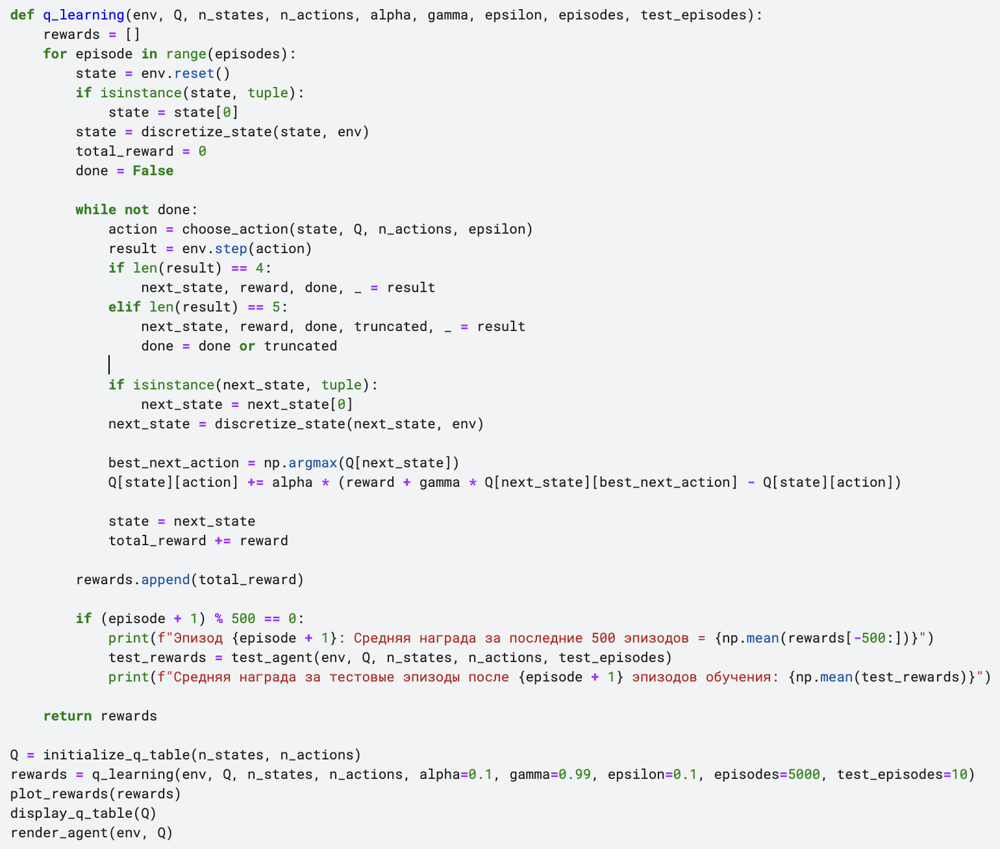 def q_learning(env, Q, n_states, n_actions, alpha, gamma, epsilon, episodes, test_episodes):
    rewards = []
    for episode in range(episodes):
        state = env.reset()
        if isinstance(state, tuple):
            state = state[0]
        state = discretize_state(state, env)
        total_reward = 0
        done = False

        while not done:
            action = choose_action(state, Q, n_actions, epsilon)
            result = env.step(action)
            if len(result) == 4:
                next_state, reward, done, _ = result
            elif len(result) == 5:
                next_state, reward, done, truncated, _ = result
                done = done or truncated

            if isinstance(next_state, tuple):
                next_state = next_state[0]
            next_state = discretize_state(next_state, env)

            best_next_action = np.argmax(Q[next_state])
            Q[state][action] += alpha * (reward + gamma * Q[next_state][best_next_action] - Q[state][action])

            state = next_state
            total_reward += reward

        rewards.append(total_reward)

        if (episode + 1) % 500 == 0:
            print(f"Эпизод {episode + 1}: Средняя награда за последние 500 эпизодов = {np.mean(rewards[-500:])}")
            test_rewards = test_agent(env, Q, n_states, n_actions, test_episodes)
            print(f"Средняя награда за тестовые эпизоды после {episode + 1} эпизодов обучения: {np.mean(test_rewards)}")

    return rewards

Q = initialize_q_table(n_states, n_actions)
rewards = q_learning(env, Q, n_states, n_actions, alpha=0.1, gamma=0.99, epsilon=0.1, episodes=5000, test_episodes=10)
plot_rewards(rewards)
display_q_table(Q)
render_agent(env, Q)